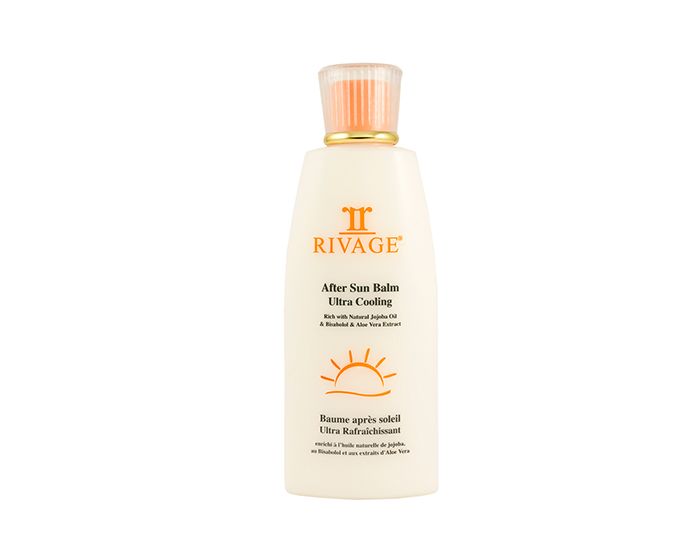 RIVAGE®
After Sun Balm
Ultra Cooling
Rich with Natural Jojoba Oil
& Bisabolol & Aloe Vera Extract
Baume après soleil
Ultra Rafraîchissant
enrichi à l'huile naturelle de jojoba,
au Bisabolol et aux extraits d'Aloe Vera